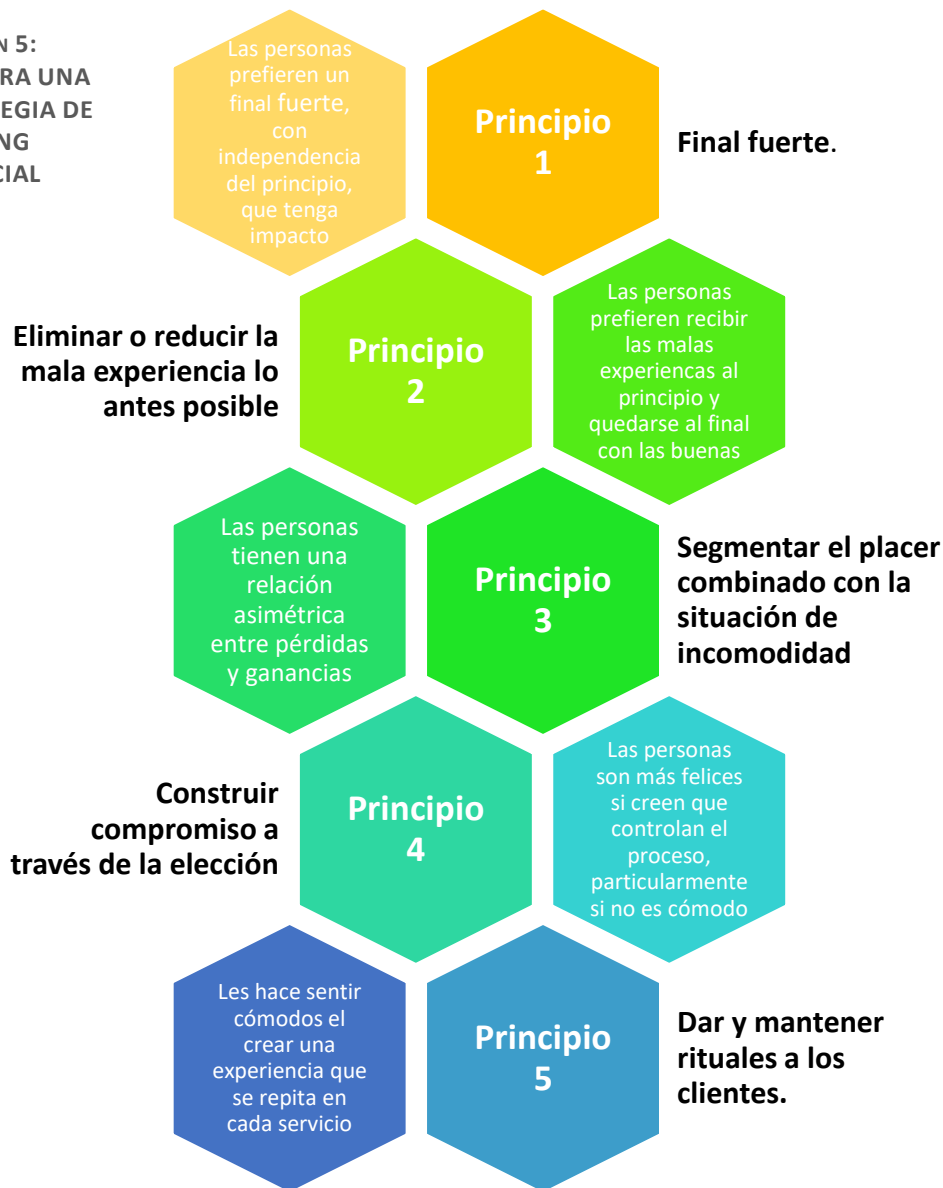 N 5:
RA UNA
EGIA DE
NG
CIAL
Las personas
prefieren un
final fuerte,
con
independencia
del principio,
que tenga
impacto
Principio
1
Final fuerte.
Eliminar o reducir la
mala experiencia lo
antes posible
Principio
2
Las personas
prefieren recibir
las malas
experiencas al
principio y
quedarse al final
con las buenas
Las personas
tienen una
relación
asimétrica
entre pérdidas
y ganancias
Principio
3
Segmentar el placer
combinado con la
situación de
incomodidad
Construir
compromiso a
través de la elección
Principio
4
Las personas
son más felices
si creen que
controlan el
proceso,
particularmente
si no es cómodo
Les hace sentir
cómodos el
crear una
experiencia que
se repita en
cada servicio
Principio
5
Dar y mantener
rituales a los
clientes.